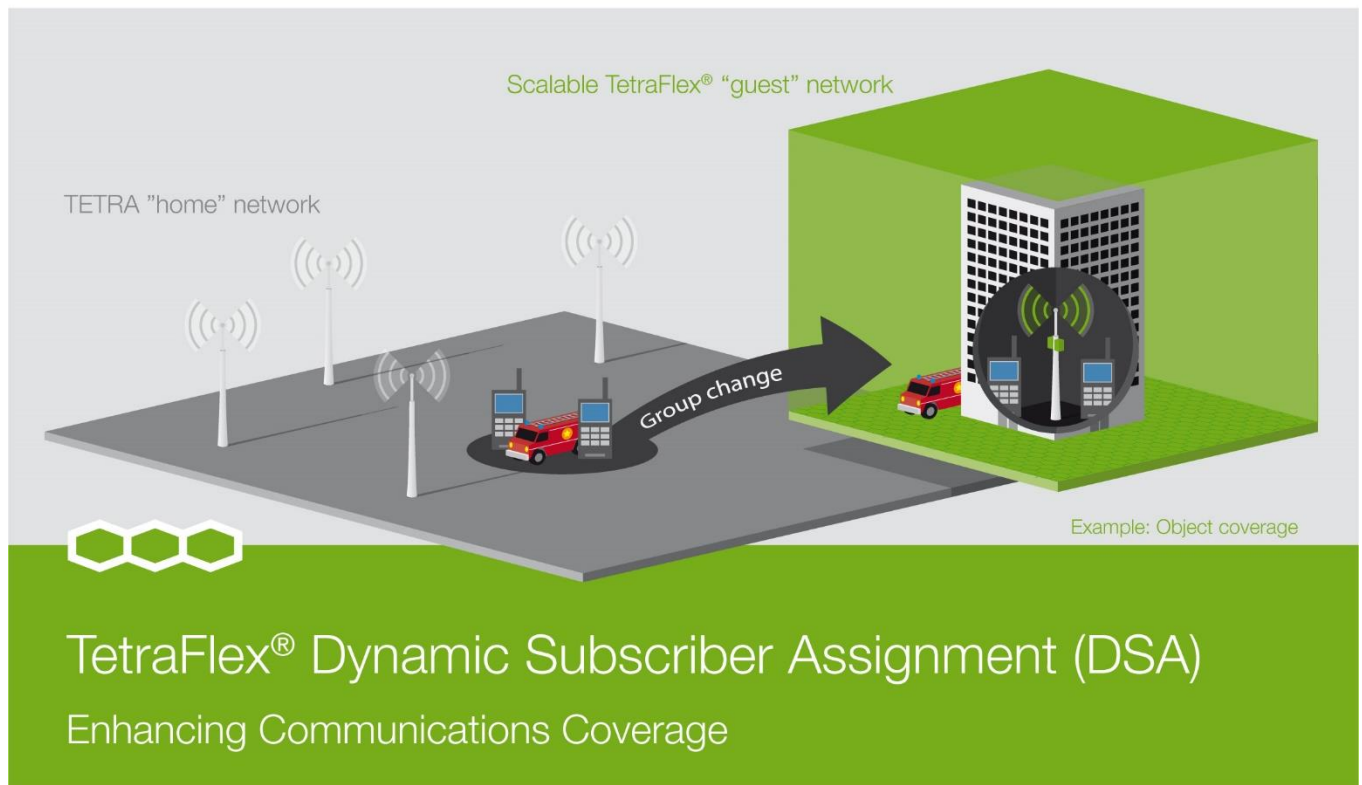 Scalable TetraFlex® “guest” network
TETRA ”home” network
Group change
Example: Object coverage
TetraFlex® Dynamic Subscriber Assignment (DSA)
Enhancing Communications Coverage